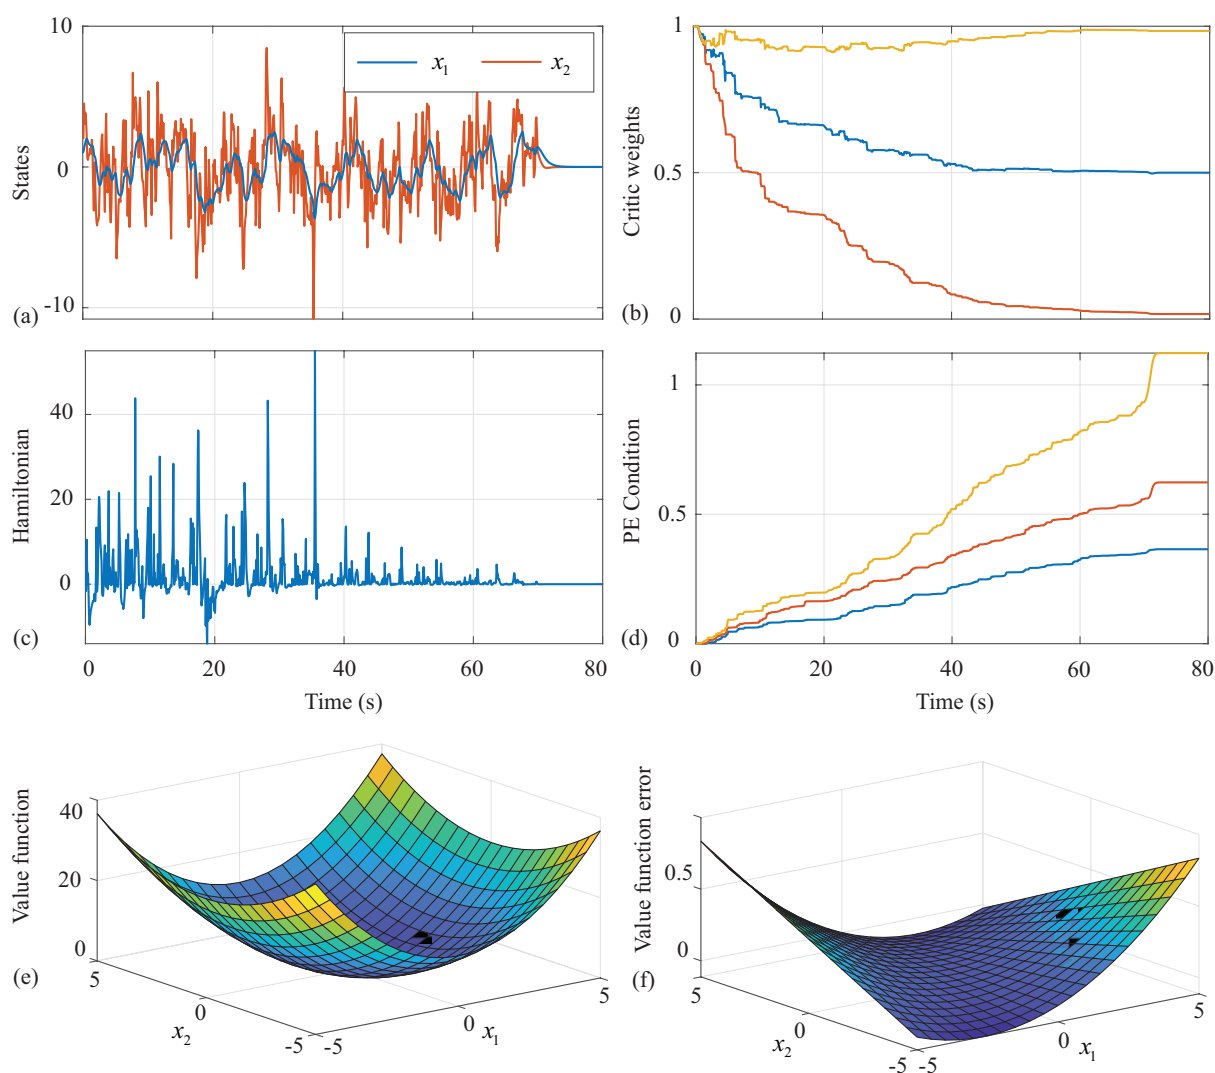 10
0
-10
States
x1
x2
(a)
1
0.5
0
Critic weights
(b)
40
20
0
Hamiltonian
(c)
0
20
40
60
80
Time (s)
1
0.5
0
PE Condition
(d)
0
20
40
60
80
Time (s)
40
20
0
Value function
(e)
5
0
-5
x2
-5
0
5
x1
0.5
0
Value function error
(f)
5
0
-5
x2
-5
0
5
x1